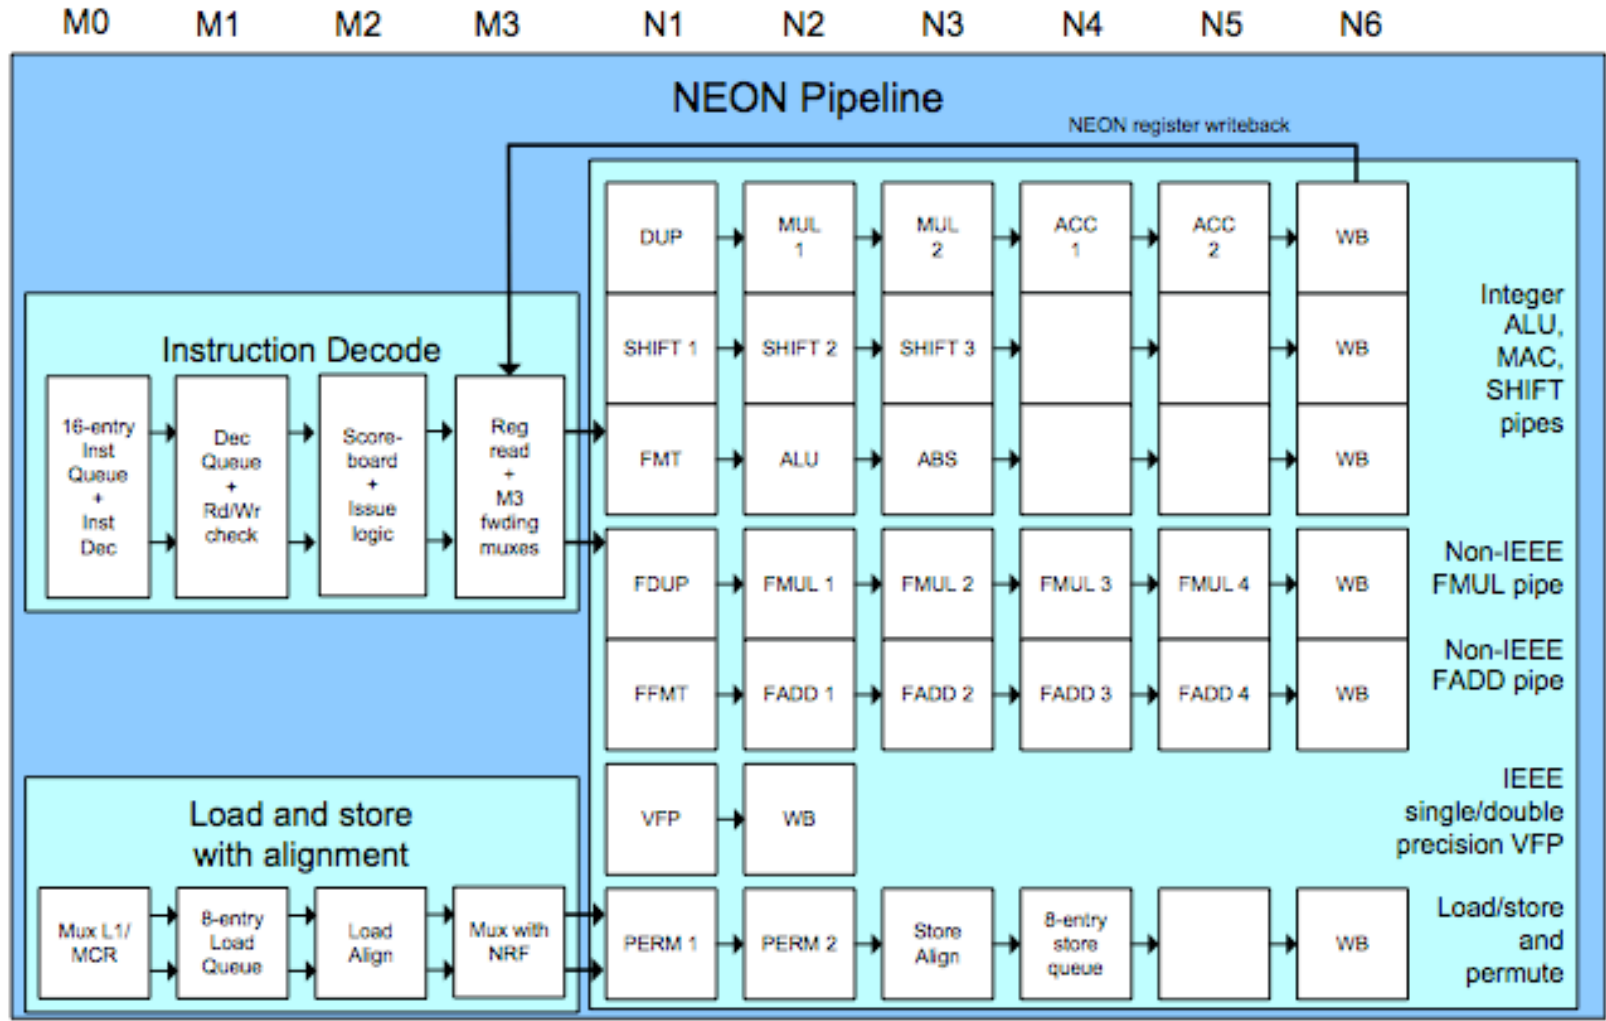 M0 M1 M2 M3 N1 N2 N3 N4 N5 N6
NEON Pipeline
NEON register writeback
DUP
MUL
1
MUL
2
ACC
1
ACC
2
WB
SHIFT 1
SHIFT 2
SHIFT 3
WB
FMT
ALU
ABS
WB
Integer
ALU,
MAC,
SHIFT
pipes
Instruction Decode
16-entry
Inst
Queue
+
Inst
Dec
Dec
Queue
+
Rd/Wr
check
Score-
board
+
Issue
logic
Reg
read
+
M3
fwding
muxes
FDUP
FMUL 1
FMUL 2
FMUL 3
FMUL 4
WB
Non-IEEE
FMUL pipe
FFMT
FADD 1
FADD 2
FADD 3
FADD 4
WB
Non-IEEE
FADD pipe
VFP
WB
IEEE
single/double
precision VFP
Load and store
with alignment
Mux L1/
MCR
8-entry
Load
Queue
Load
Align
Mux with
NRF
PERM 1
PERM 2
Store
Align
8-entry
store
queue
WB
Load/store
and
permute